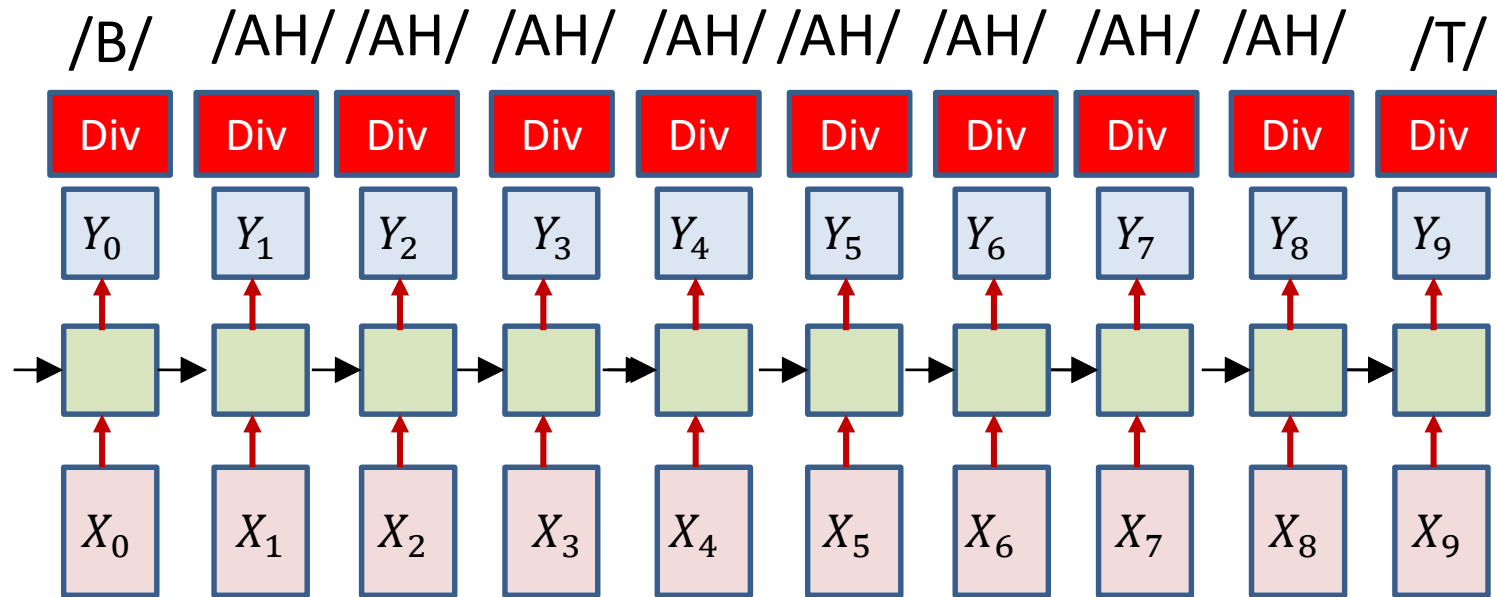 /B/ /AH/ /AH/ /AH/ /AH/ /AH/ /AH/ /AH/ /AH/ /T/
Div Div Div Div Div Div Div Div Div Div
Y₀ Y₁ Y₂ Y₃ Y₄ Y₅ Y₆ Y₇ Y₈ Y₉
X₀ X₁ X₂ X₃ X₄ X₅ X₆ X₇ X₈ X₉